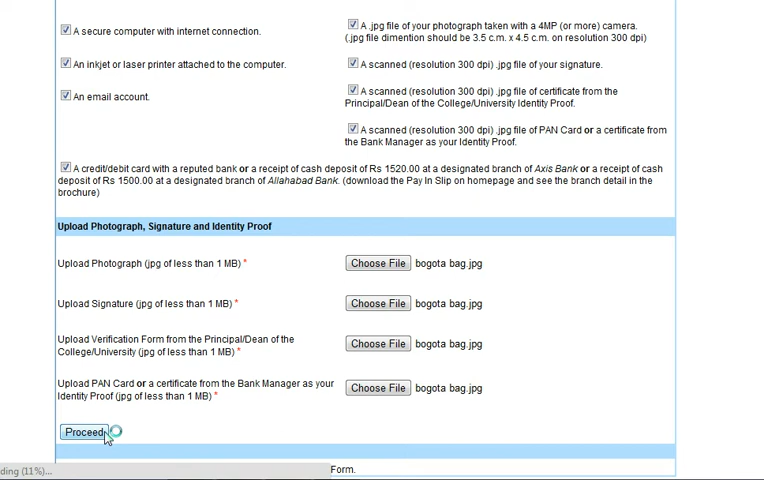 A secure computer with internet connection.
A .jpg file of your photograph taken with a 4MP (or more) camera.
(.jpg file dimention should be 3.5 c.m. x 4.5 c.m. on resolution 300 dpi)
An inkjet or laser printer attached to the computer.
A scanned (resolution 300 dpi) .jpg file of your signature.
An email account.
A scanned (resolution 300 dpi) .jpg file of certificate from the
Principal/Dean of the College/University Identity Proof.
A scanned (resolution 300 dpi) .jpg file of PAN Card or a certificate from
the Bank Manager as your Identity Proof.
A credit/debit card with a reputed bank or a receipt of cash deposit of Rs 1520.00 at a designated branch of Axis Bank or a receipt of cash
deposit of Rs 1500.00 at a designated branch of Allahabad Bank. (download the Pay In Slip on homepage and see the branch detail in the
brochure)
Upload Photograph, Signature and Identity Proof
Upload Photograph (jpg of less than 1 MB) * Choose File bogota bag.jpg
Upload Signature (jpg of less than 1 MB) * Choose File bogota bag.jpg
Upload Verification Form from the Principal/Dean of the
College/University (jpg of less than 1 MB) * Choose File bogota bag.jpg
Upload PAN Card or a certificate from the Bank Manager as your
Identity Proof (jpg of less than 1 MB) * Choose File bogota bag.jpg
Proceed
ding (11%)...
Form.